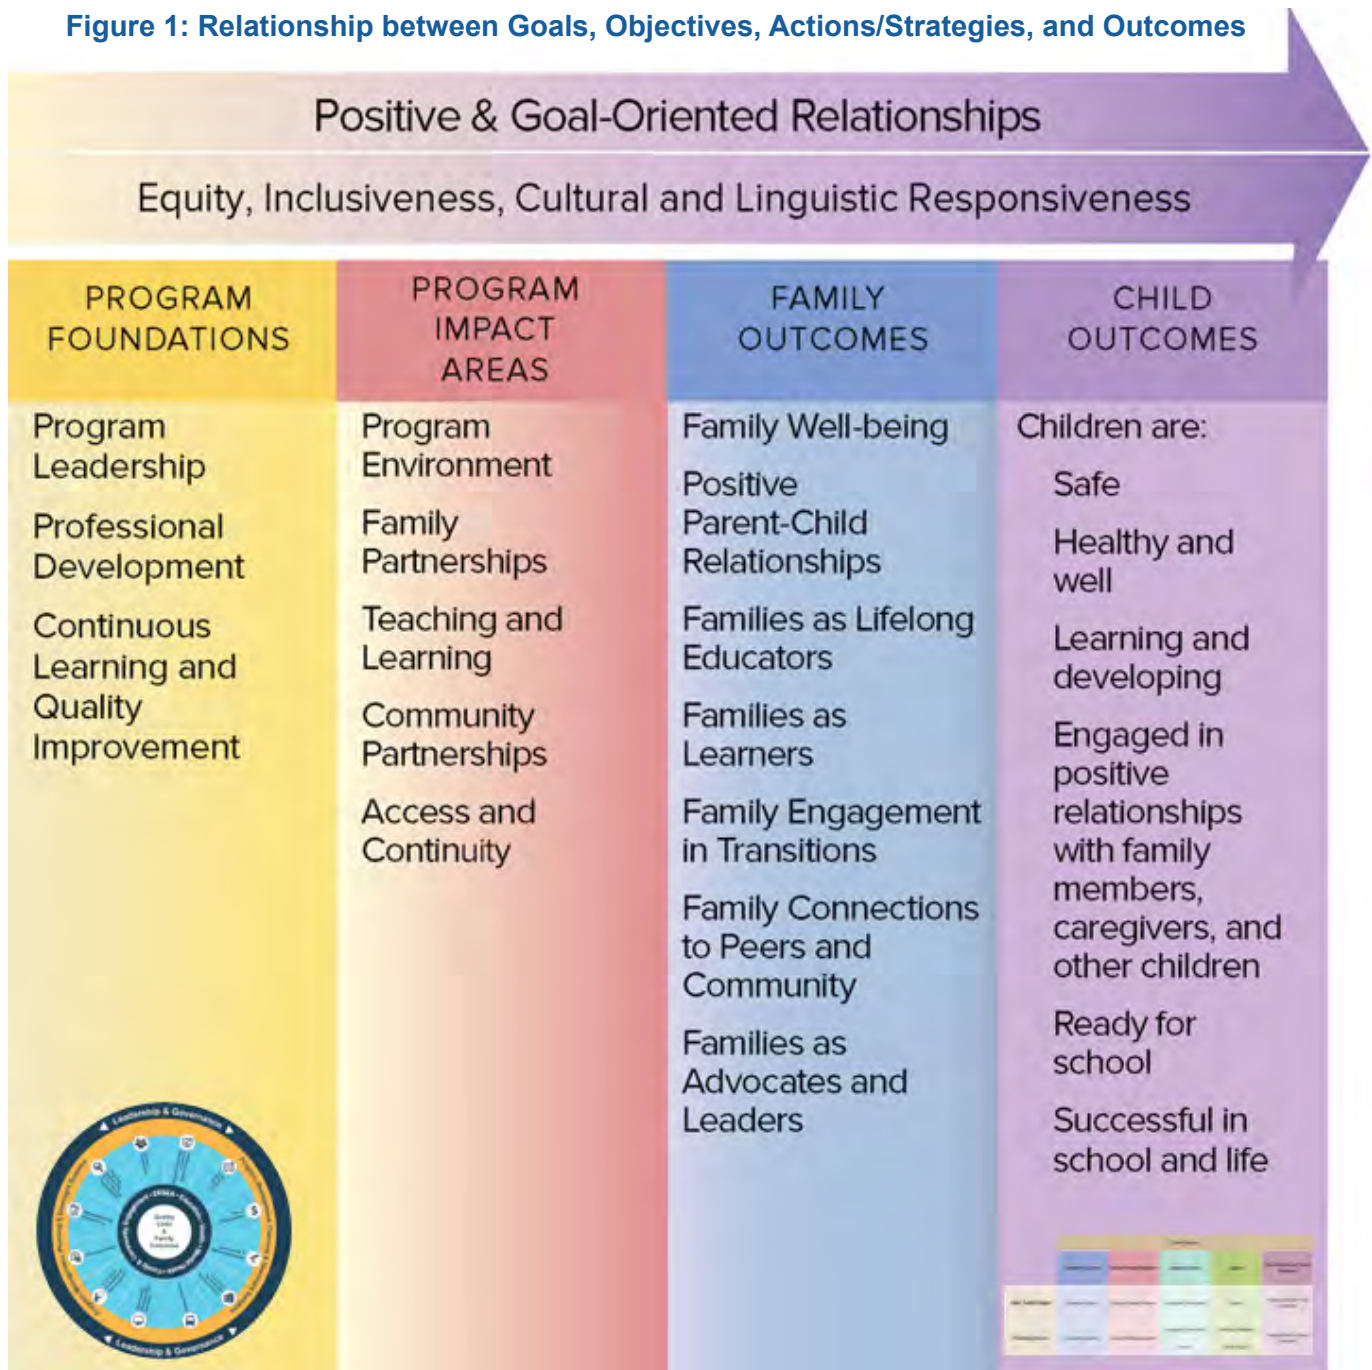 Figure 1: Relationship between Goals, Objectives, Actions/Strategies, and Outcomes
Positive & Goal-Oriented Relationships
Equity, Inclusiveness, Cultural and Linguistic Responsiveness
PROGRAM
FOUNDATIONS
Program
Leadership
Professional
Development
Continuous
Learning and
Quality
Improvement
PROGRAM
IMPACT
AREAS
Program
Environment
Family
Partnerships
Teaching and
Learning
Community
Partnerships
Access and
Continuity
FAMILY
OUTCOMES
Family Well-being
Positive
Parent-Child
Relationships
Families as Lifelong
Educators
Families as
Learners
Family Engagement
in Transitions
Family Connections
to Peers and
Community
Families as
Advocates and
Leaders
CHILD
OUTCOMES
Children are:
Safe
Healthy and
well
Learning and
developing
Engaged in
positive
relationships
with family
members,
caregivers, and
other children
Ready for
school
Successful in
school and life
Leadership & Governance
Leadership & Governance